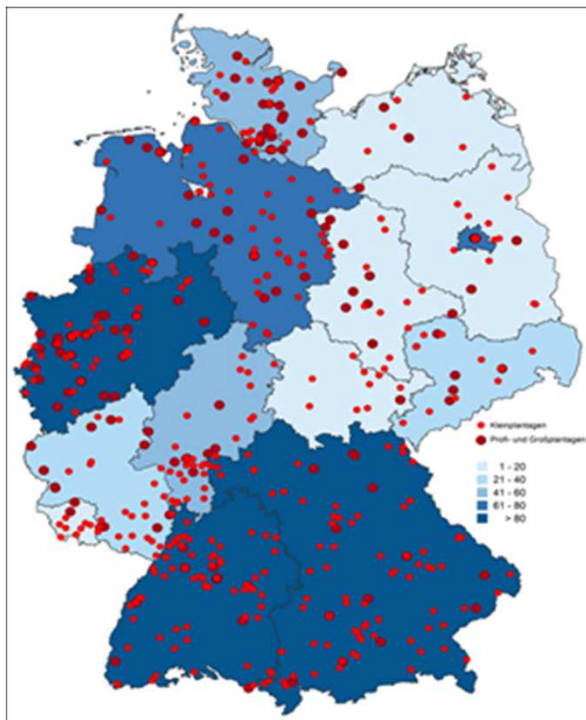 Kleinplantagen
Profi- und Großplantagen
1 - 20
21 - 40
41 - 60
61 - 80
> 80